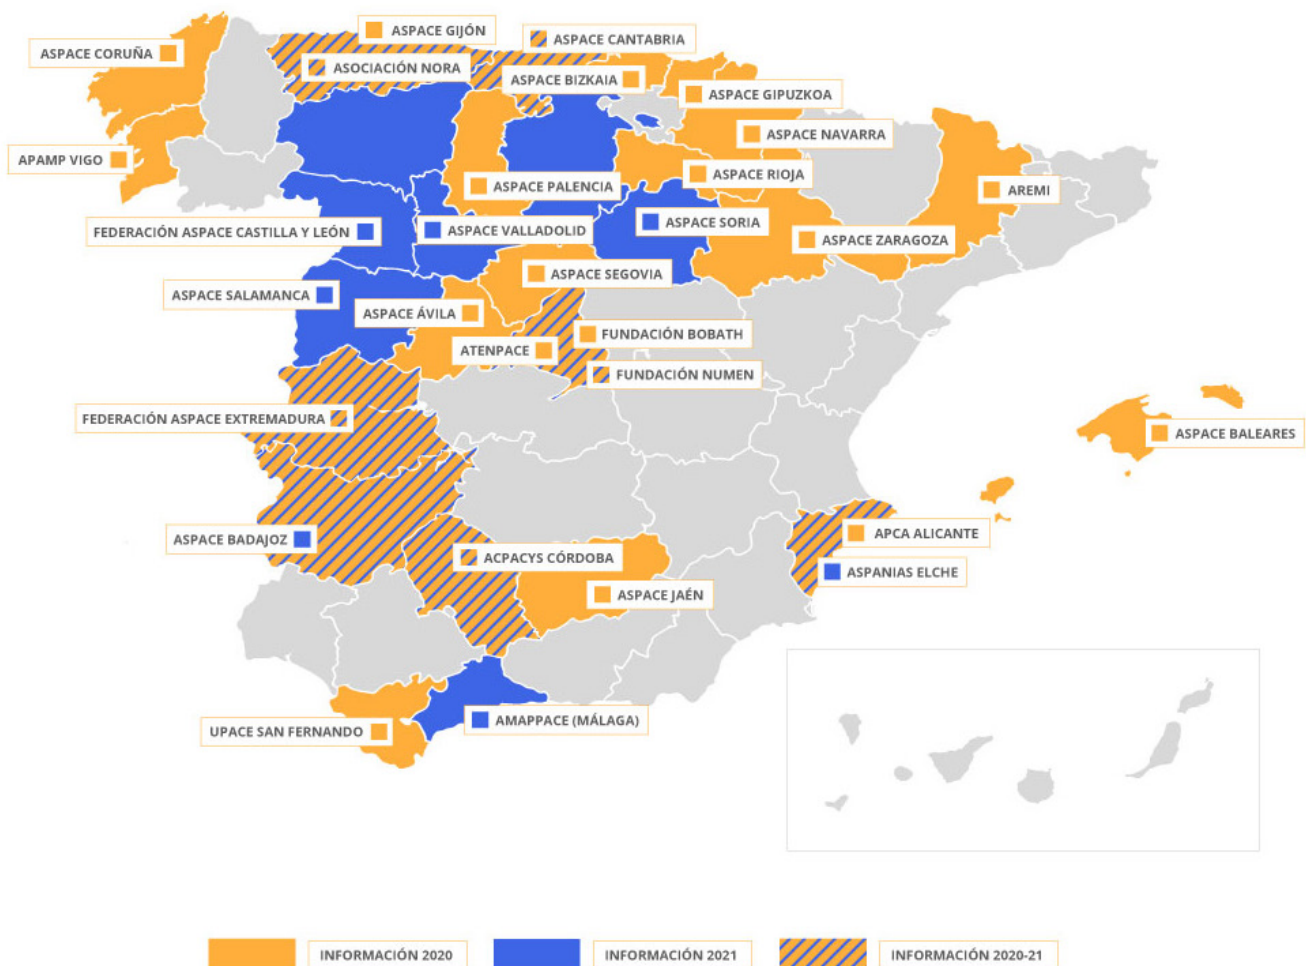 ASPACE GIJÓN
ASPACE CANTABRIA
ASPACE CORUÑA
ASOCIACIÓN NORA
ASPACE BIZKAIA
ASPACE GIPUZKOA
ASPACE NAVARRA
APAMP VIGO
ASPACE RIOJA
ASPACE PALENCIA
AREMI
FEDERACIÓN ASPACE CASTILLA Y LEÓN
ASPACE VALLADOLID
ASPACE SORIA
ASPACE ZARAGOZA
ASPACE SEGOVIA
ASPACE SALAMANCA
ASPACE ÁVILA
FUNDACIÓN BOBATH
ATENPACE
FUNDACIÓN NUMEN
FEDERACIÓN ASPACE EXTREMADURA
ASPACE BALEARES
ASPACE BADAJOZ
APCA ALICANTE
ACPACYS CÓRDOBA
ASPANIAS ELCHE
ASPACE JAÉN
UPACE SAN FERNANDO
AMAPPACE (MÁLAGA)
INFORMACIÓN 2020
INFORMACIÓN 2021
INFORMACIÓN 2020-21